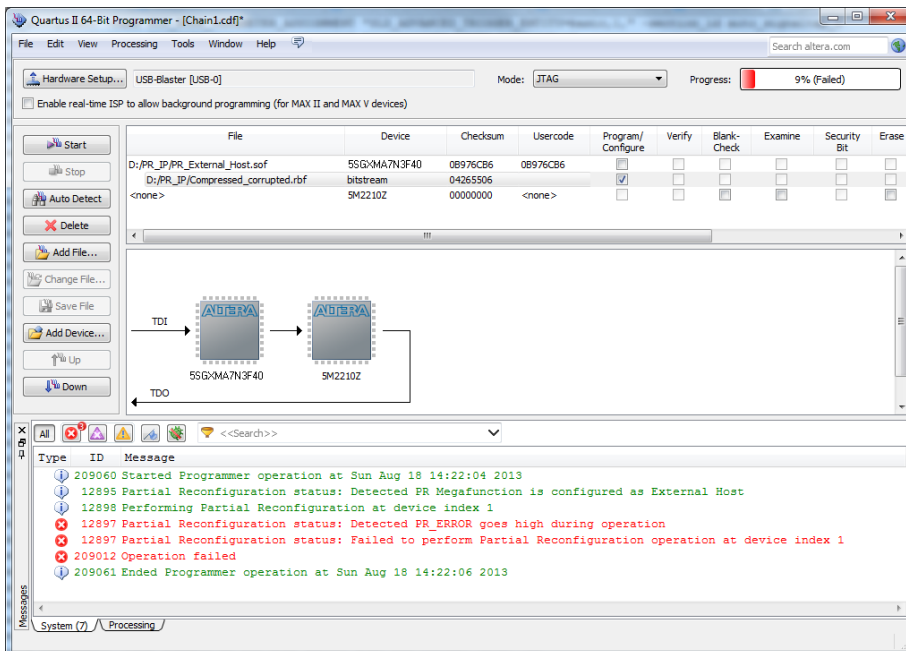 Quartus II 64-Bit Programmer - [Chain1.cdf]*
File Edit View Processing Tools Window Help
Search altera.com
Hardware Setup... USB-Blaster [USB-0] Mode: JTAG Progress: 9% (Failed)
Enable real-time ISP to allow background programming (for MAX II and MAX V devices)
Start
Stop
Auto Detect
Delete
Add File...
Change File...
Save File
Add Device...
Up
Down
File Device Checksum Usercode Program/Configure Verify Blank-Check Examine Security Bit Erase
D:/PR_IP/PR_External_Host.sof 5SGXMA7N3F40 0B976CB6 0B976CB6
D:/PR_IP/Compressed_corrupted.rbf bitstream 04265506
<none> 5M2210Z 00000000 <none>
TDI
ALTERA ALTERA
5SGXMA7N3F40 5M2210Z
TDO
All 3 <<Search>>
Type ID Message
209060 Started Programmer operation at Sun Aug 18 14:22:04 2013
12895 Partial Reconfiguration status: Detected PR Megafunction is configured as External Host
12898 Performing Partial Reconfiguration at device index 1
12897 Partial Reconfiguration status: Detected PR_ERROR goes high during operation
12897 Partial Reconfiguration status: Failed to perform Partial Reconfiguration operation at device index 1
209012 Operation failed
209061 Ended Programmer operation at Sun Aug 18 14:22:06 2013
Messages
System (7) Processing